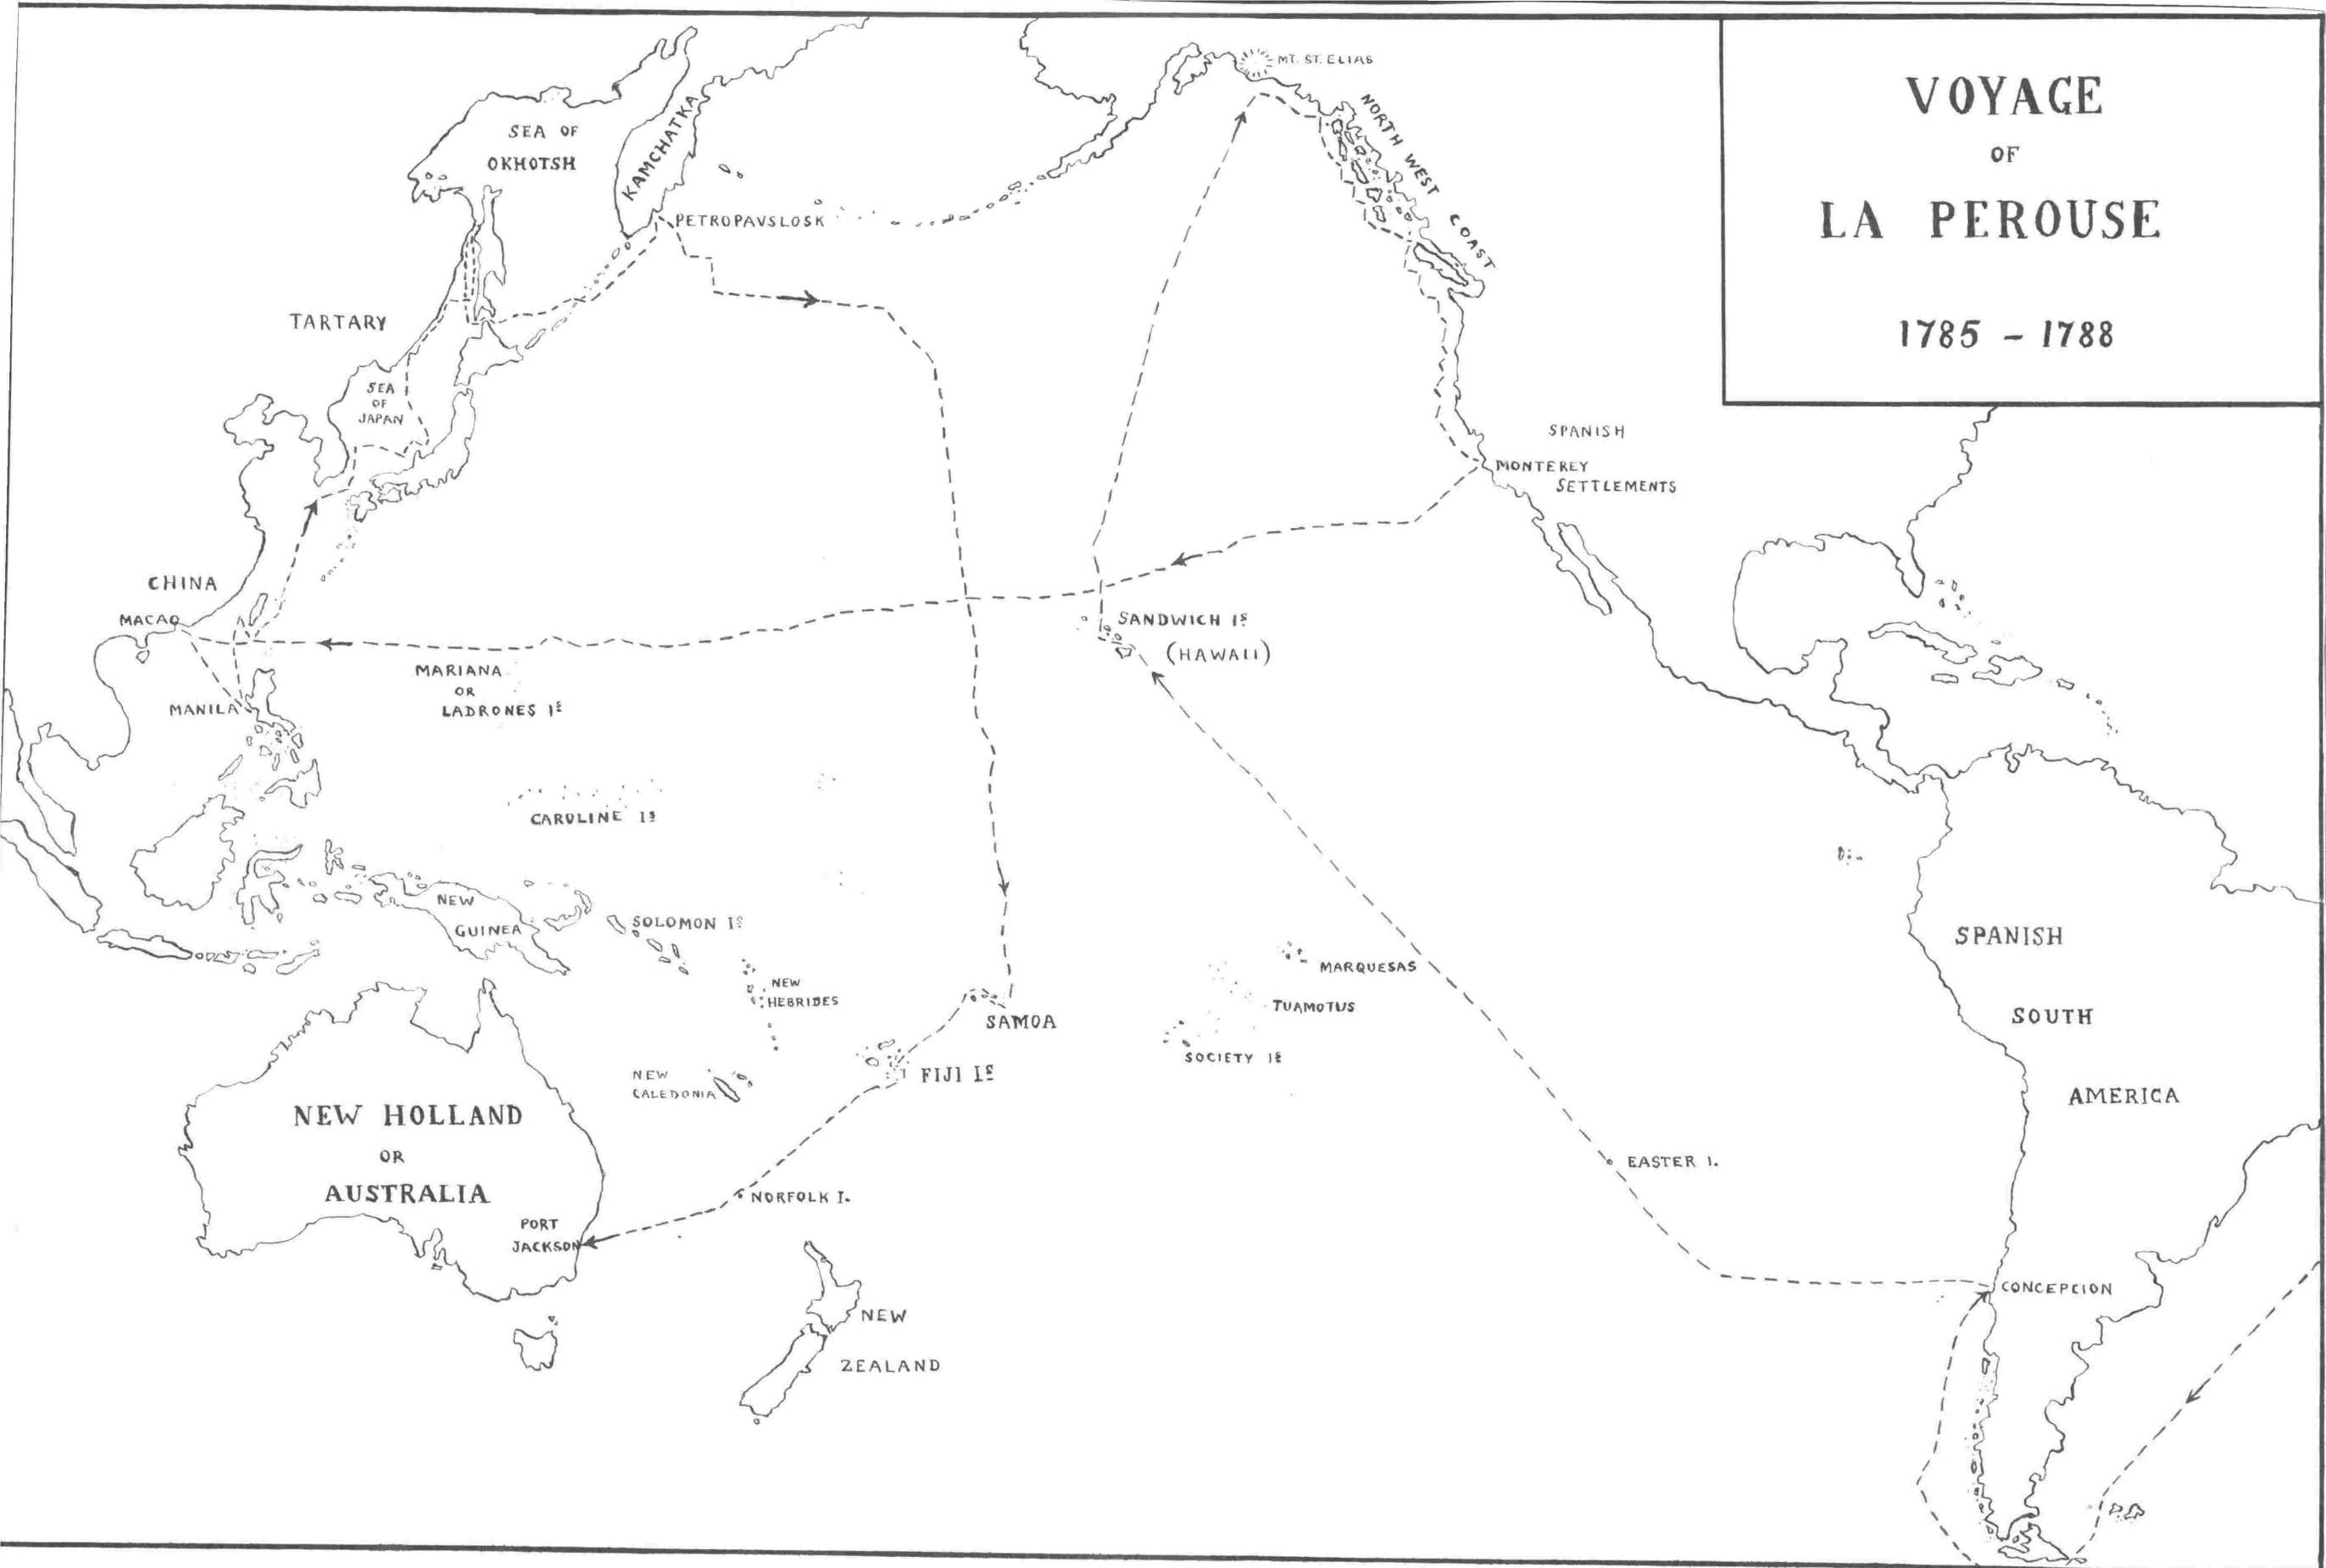 VOYAGE
OF
LA PEROUSE
1785 - 1788
MT. ST. ELIAS
NORTH WEST COAST
SEA OF
OKHOTSH
KAMCHATKA
PETROPAVSLOSK
TARTARY
SEA
OF
JAPAN
SPANISH
MONTEREY
SETTLEMENTS
CHINA
MACAO
SANDWICH Is
(HAWAII)
MARIANA
OR
LADRONES Is
MANILA
CAROLINE Is
NEW
GUINEA
SOLOMON Is
NEW
HEBRIDES
MARQUESAS
TUAMOTUS
SOCIETY Is
SAMOA
FIJI Is
NEW
CALEDONIA
SPANISH
SOUTH
AMERICA
NEW HOLLAND
OR
AUSTRALIA
PORT
JACKSON
NORFOLK I.
EASTER I.
CONCEPCION
NEW
ZEALAND